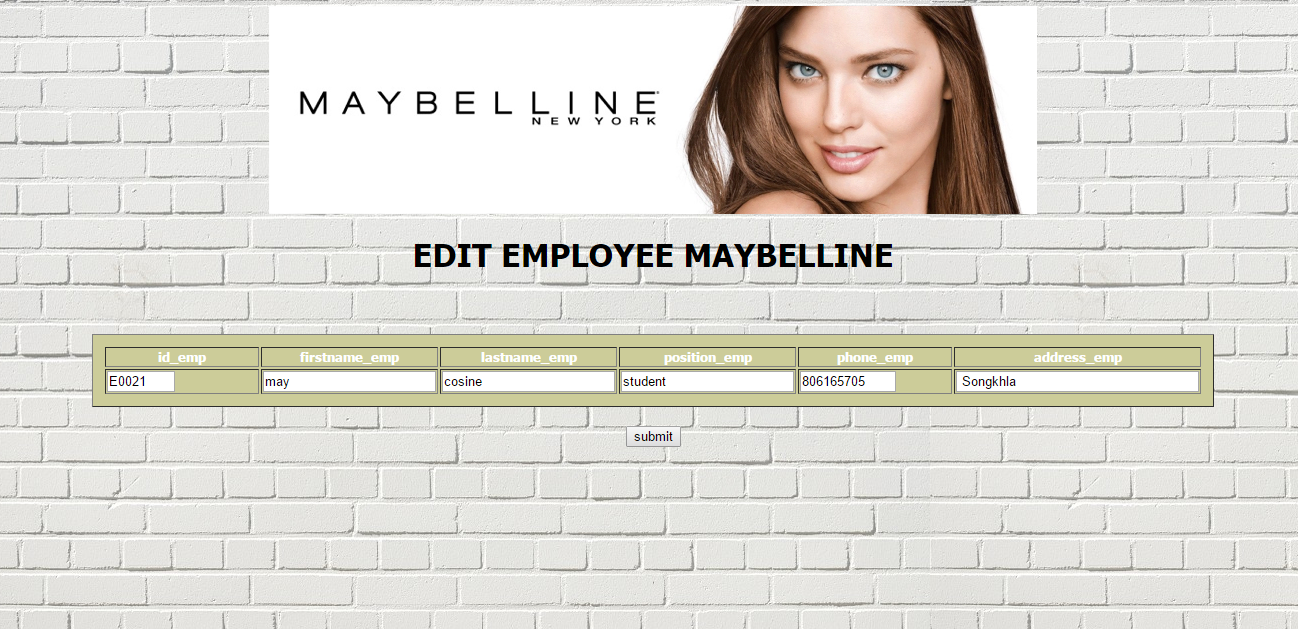 MAYBELLINE
NEW YORK
EDIT EMPLOYEE MAYBELLINE
id_emp firstname_emp lastname_emp position_emp phone_emp address_emp
E0021 may cosine student 806165705 Songkhla
submit